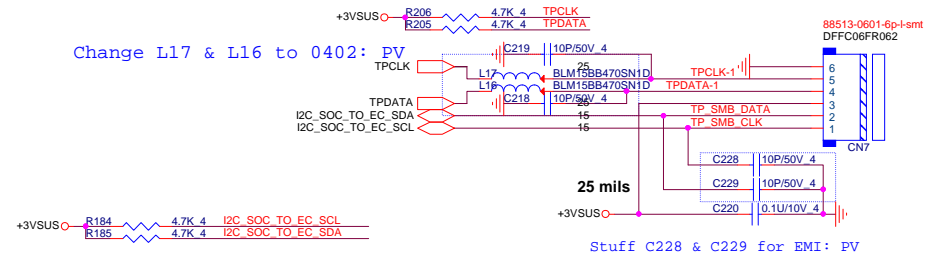 +3VSUS
R206 4.7K_4 TPCLK
R205 4.7K_4 TPDATA
88513-0601-6p-l-smt
DFFC06FR062
Change L17 & L16 to 0402: PV
C219 10P/50V_4
TPCLK 25
L17 BLM15BB470SN1D TPCLK-1
L16 BLM15BB470SN1D TPDATA-1
C218 10P/50V_4
TPDATA 25
I2C_SOC_TO_EC_SDA 15 TP_SMB_DATA
I2C_SOC_TO_EC_SCL 15 TP_SMB_CLK
6
5
4
3
2
1
CN7
C228 10P/50V_4
25 mils
C229 10P/50V_4
+3VSUS C220 0.1U/10V_4
+3VSUS
R184 4.7K_4 I2C_SOC_TO_EC_SCL
R185 4.7K_4 I2C_SOC_TO_EC_SDA
Stuff C228 & C229 for EMI: PV